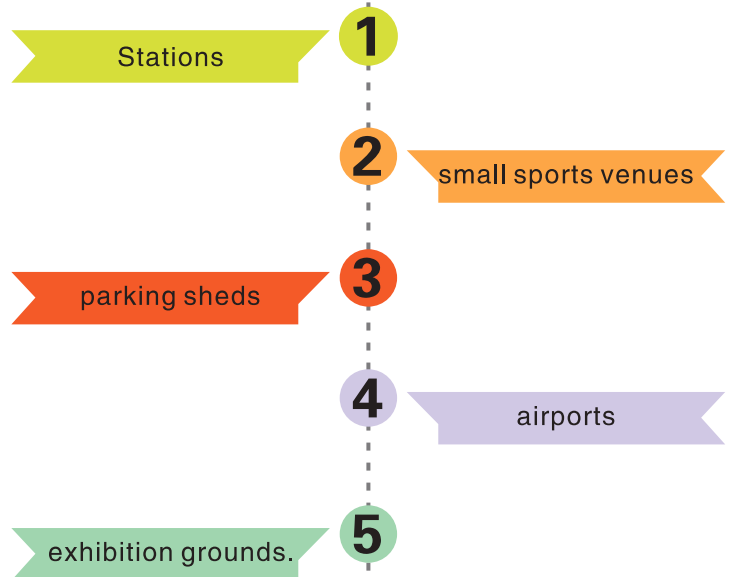 1
Stations
2
small sports venues
3
parking sheds
4
airports
5
exhibition grounds.